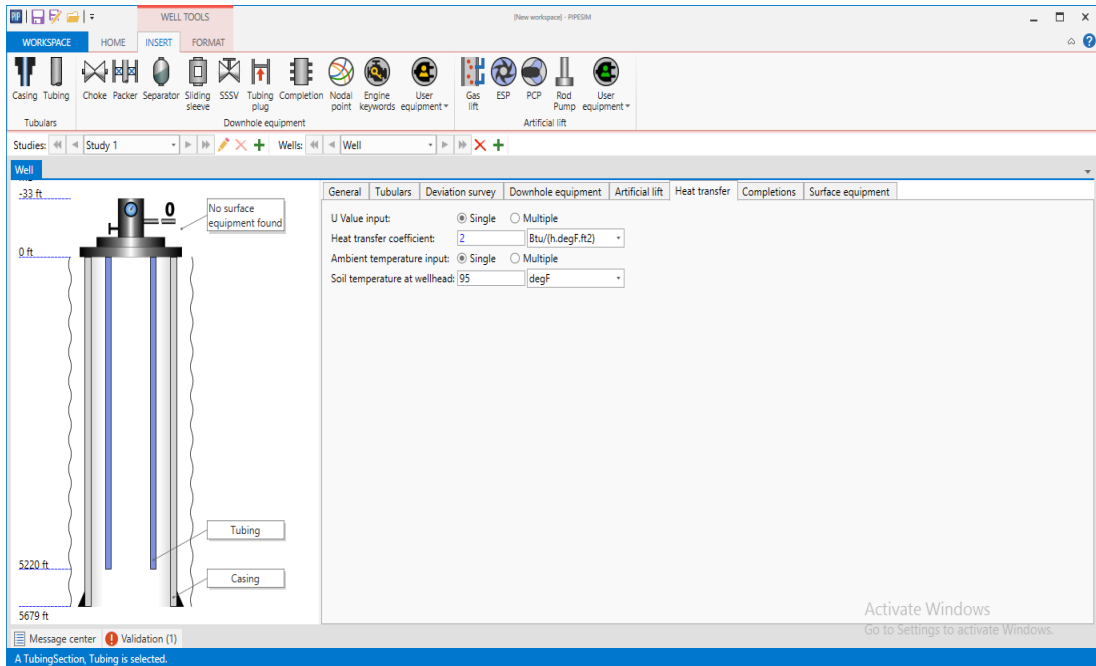 PIP
WELL TOOLS
[New workspace] - PIPESIM
WORKSPACE HOME INSERT FORMAT
Casing Tubing Choke Packer Separator Sliding sleeve SSSV Tubing plug Completion Nodal point Engine keywords User equipment Gas lift ESP PCP Rod Pump User equipment
Tubulars Downhole equipment Artificial lift
Studies: Study 1 Wells: Well
Well
-33 ft
0
No surface
equipment found
0 ft
Tubing
5220 ft
Casing
5679 ft
General Tubulars Deviation survey Downhole equipment Artificial lift Heat transfer Completions Surface equipment
U Value input: Single Multiple
Heat transfer coefficient: 2 Btu/(h.degF.ft2)
Ambient temperature input: Single Multiple
Soil temperature at wellhead: 95 degF
Activate Windows
Go to Settings to activate Windows.
Message center Validation (1)
A TubingSection, Tubing is selected.